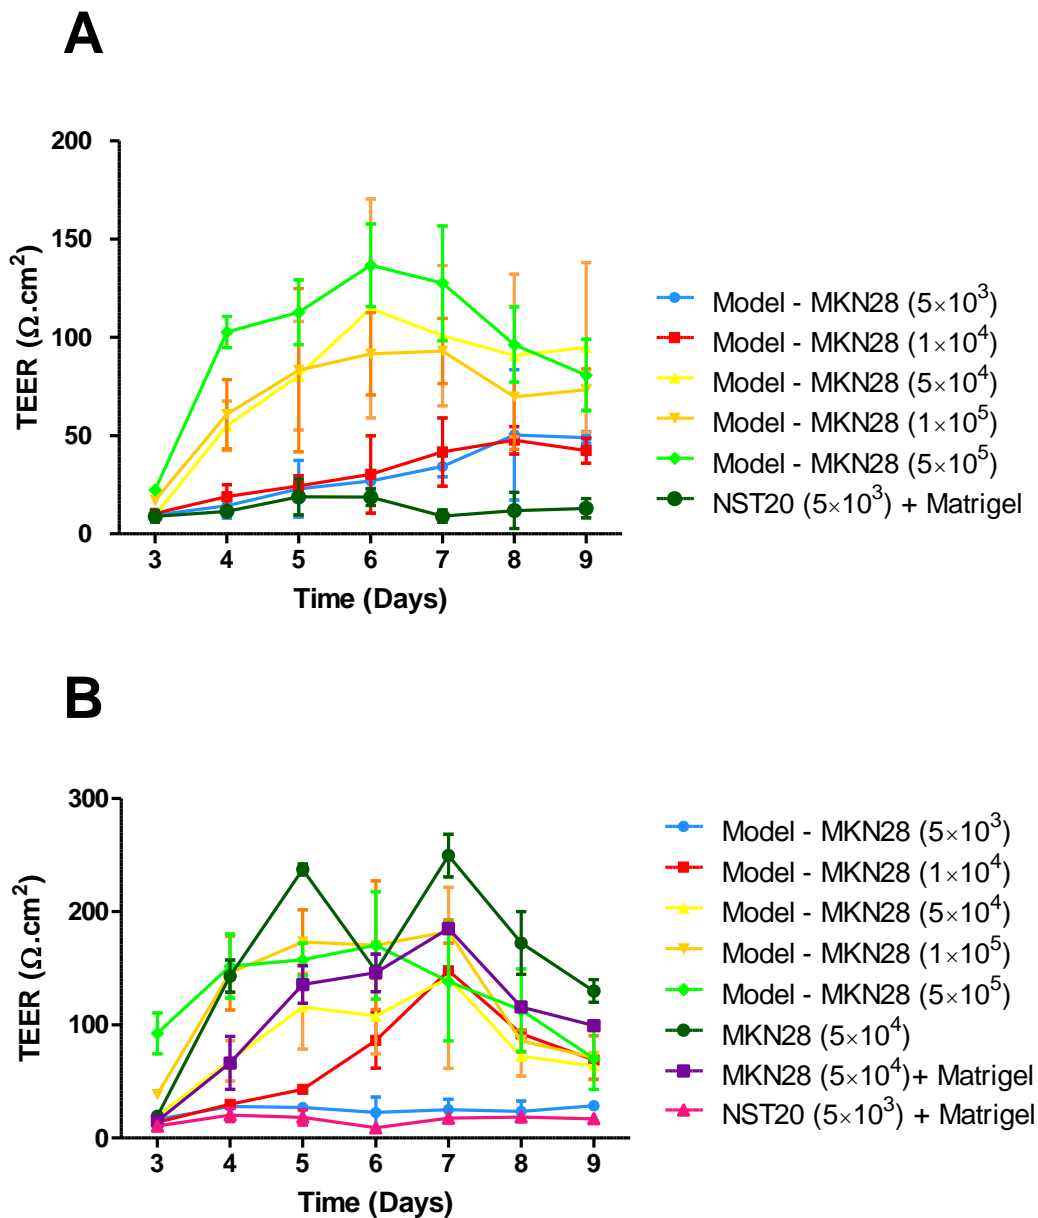 A
200
150
100
50
0
TEER (Ω.cm²)
3 4 5 6 7 8 9
Time (Days)
Model - MKN28 (5×10³)
Model - MKN28 (1×10⁴)
Model - MKN28 (5×10⁴)
Model - MKN28 (1×10⁵)
Model - MKN28 (5×10⁵)
NST20 (5×10³) + Matrigel
B
300
200
100
0
TEER (Ω.cm²)
3 4 5 6 7 8 9
Time (Days)
Model - MKN28 (5×10³)
Model - MKN28 (1×10⁴)
Model - MKN28 (5×10⁴)
Model - MKN28 (1×10⁵)
Model - MKN28 (5×10⁵)
MKN28 (5×10⁴)
MKN28 (5×10⁴)+ Matrigel
NST20 (5×10³) + Matrigel